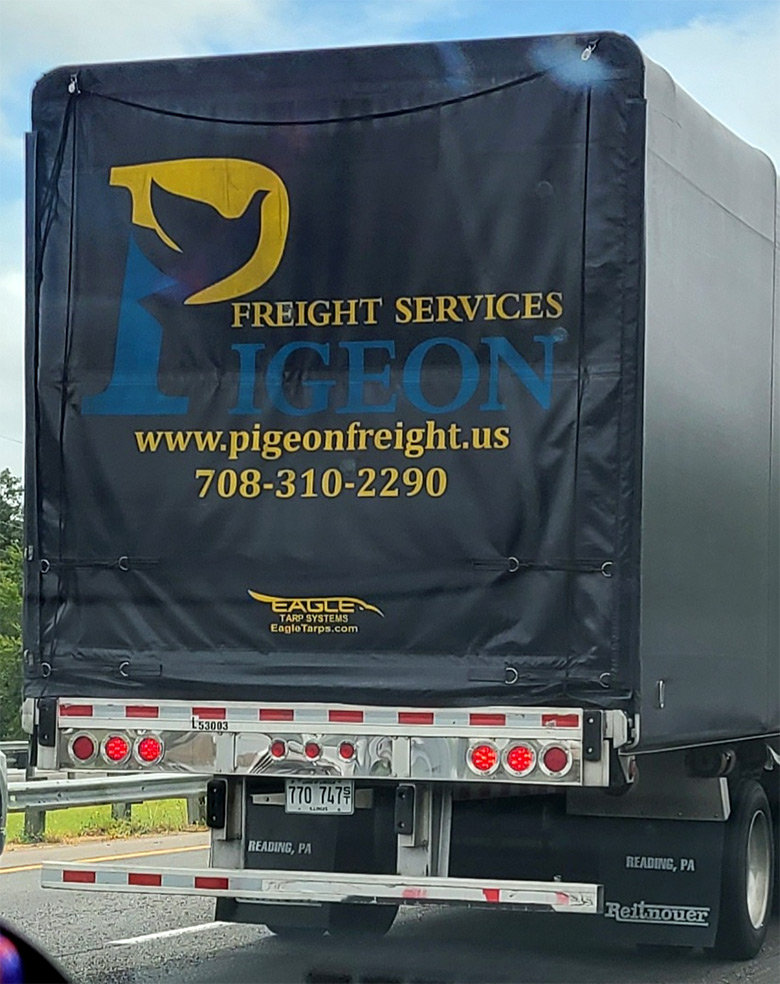 FREIGHT SERVICES
PIGEON
www.pigeonfreight.us
708-310-2290
EAGLE
TARP SYSTEMS
EagleTarps.com
L53003
770 747 ST
ILLINOIS
READING, PA
READING, PA
Reitnouer